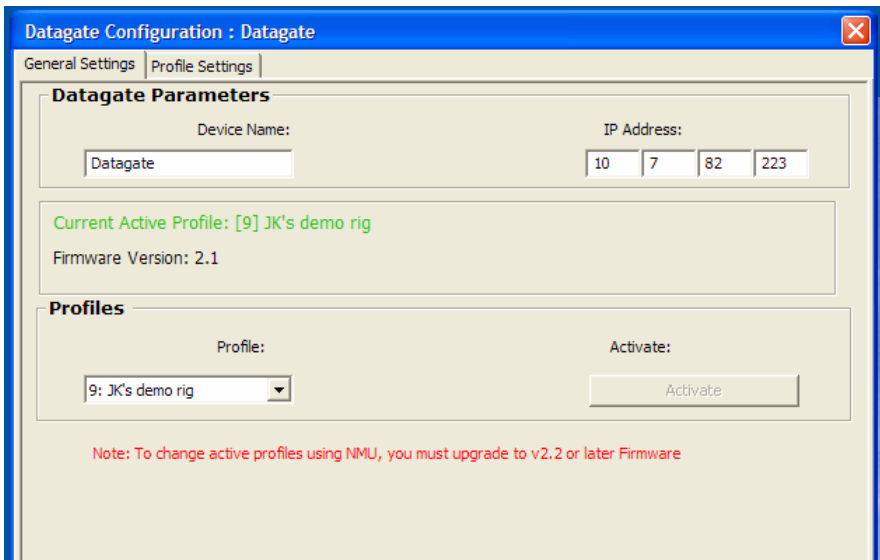 Datagate Configuration : Datagate
General Settings Profile Settings
Datagate Parameters
Device Name: IP Address:
Datagate 10 7 82 223
Current Active Profile: [9] JK's demo rig
Firmware Version: 2.1
Profiles
Profile: Activate:
9: JK's demo rig Activate
Note: To change active profiles using NMU, you must upgrade to v2.2 or later Firmware